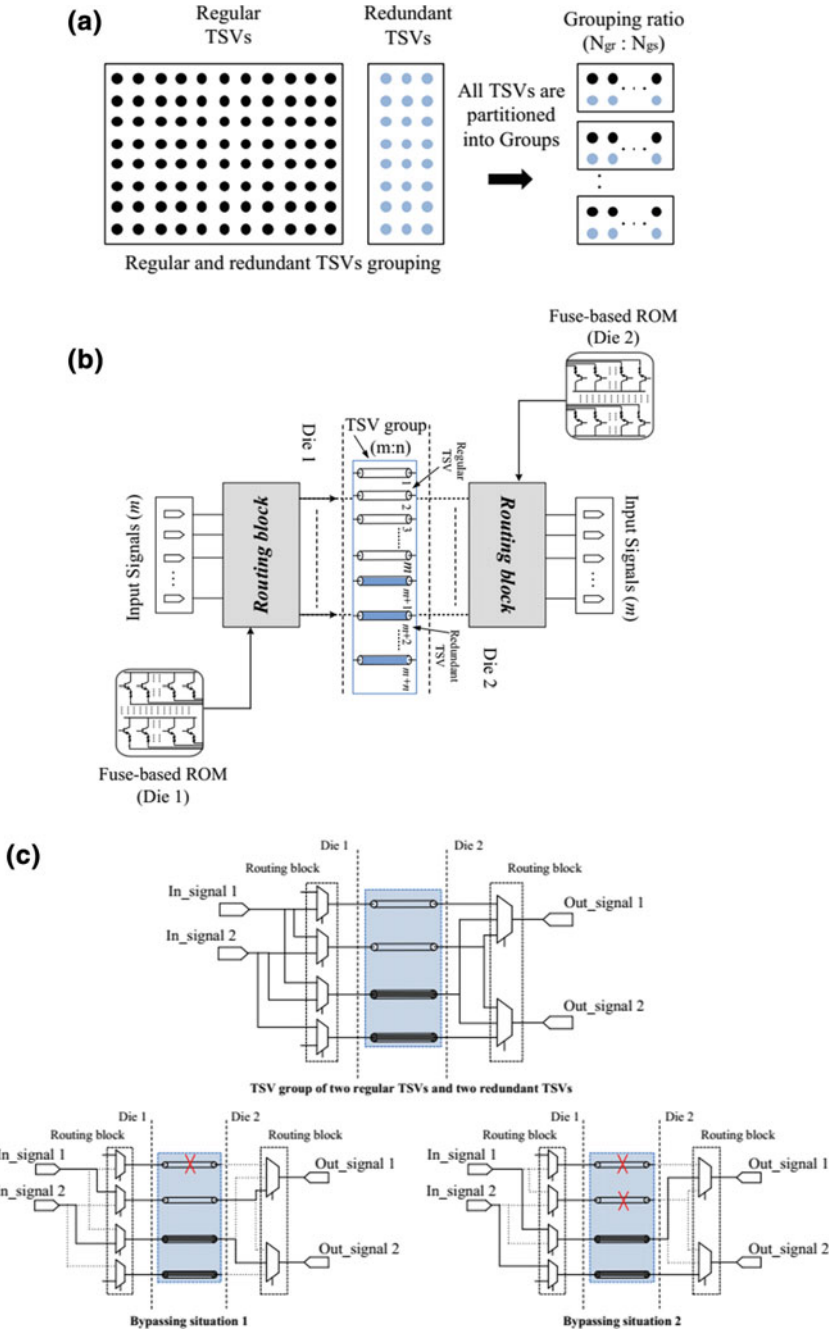 (a)
Regular
TSVs
Redundant
TSVs
Grouping ratio
(Ngr : Ngs)
All TSVs are
partitioned
into Groups
Regular and redundant TSVs grouping
(b)
Fuse-based ROM
(Die 2)
TSV group
(m:n)
Die 1
Regular
TSV
Input Signals (m)
Routing block
1
2
3
m
m+1
m+2
m+n
Redundant
TSV
Die 2
Routing block
Input Signals (m)
Fuse-based ROM
(Die 1)
(c)
Die 1
Die 2
Routing block
Routing block
In_signal 1
In_signal 2
Out_signal 1
Out_signal 2
TSV group of two regular TSVs and two redundant TSVs
Die 1
Die 2
Routing block
Routing block
In_signal 1
In_signal 2
Out_signal 1
Out_signal 2
Bypassing situation 1
Die 1
Die 2
Routing block
Routing block
In_signal 1
In_signal 2
Out_signal 1
Out_signal 2
Bypassing situation 2